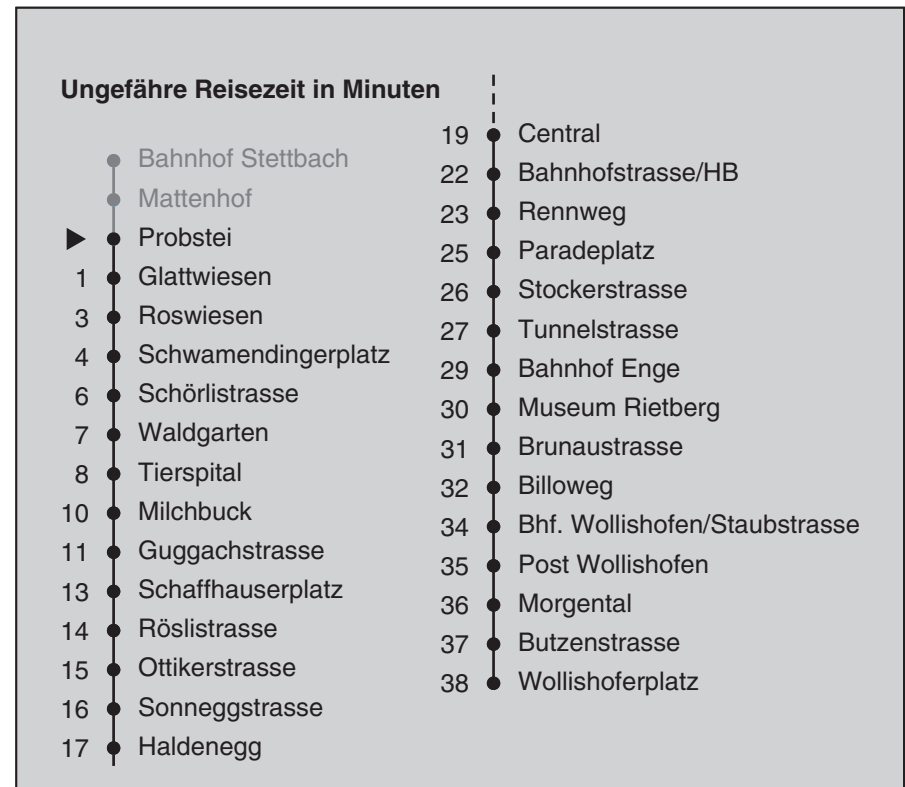 Ungefähre Reisezeit in Minuten
Bahnhof Stettbach
Mattenhof
Probstei
1 Glattwiesen
3 Roswiesen
4 Schwamendingerplatz
6 Schörlistrasse
7 Waldgarten
8 Tierspital
10 Milchbuck
11 Guggachstrasse
13 Schaffhauserplatz
14 Röslistrasse
15 Ottikerstrasse
16 Sonneggstrasse
17 Haldenegg
19 Central
22 Bahnhofstrasse/HB
23 Rennweg
25 Paradeplatz
26 Stockerstrasse
27 Tunnelstrasse
29 Bahnhof Enge
30 Museum Rietberg
31 Brunaustrasse
32 Billoweg
34 Bhf. Wollishofen/Staubstrasse
35 Post Wollishofen
36 Morgental
37 Butzenstrasse
38 Wollishoferplatz